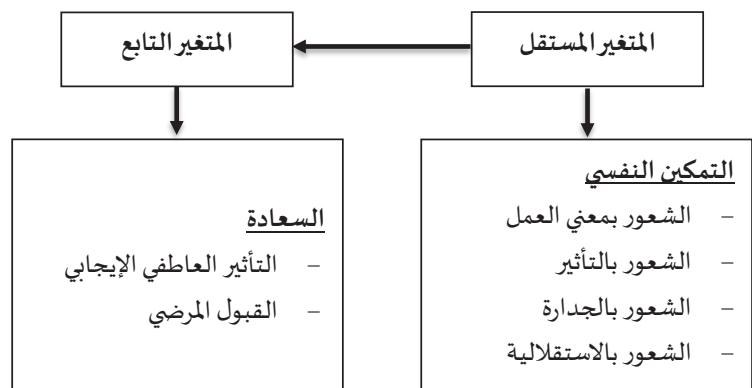 المتغير المستقل
المتغير التابع
التمكين النفسي
- الشعور بمعني العمل
- الشعور بالتأثير
- الشعور بالجدارة
- الشعور بالاستقلالية
السعادة
- التأثير العاطفي الإيجابي
- القبول المرضي